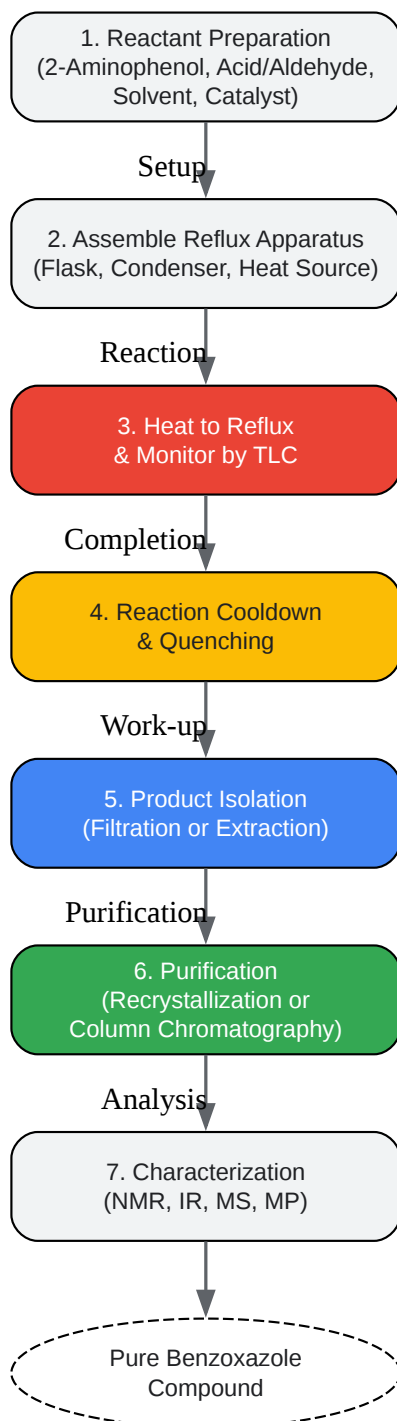 1. Reactant Preparation
(2-Aminophenol, Acid/Aldehyde,
Solvent, Catalyst)
Setup
2. Assemble Reflux Apparatus
(Flask, Condenser, Heat Source)
Reaction
3. Heat to Reflux
& Monitor by TLC
Completion
4. Reaction Cooldown
& Quenching
Work-up
5. Product Isolation
(Filtration or Extraction)
Purification
6. Purification
(Recrystallization or
Column Chromatography)
Analysis
7. Characterization
(NMR, IR, MS, MP)
Pure Benzoxazole
Compound